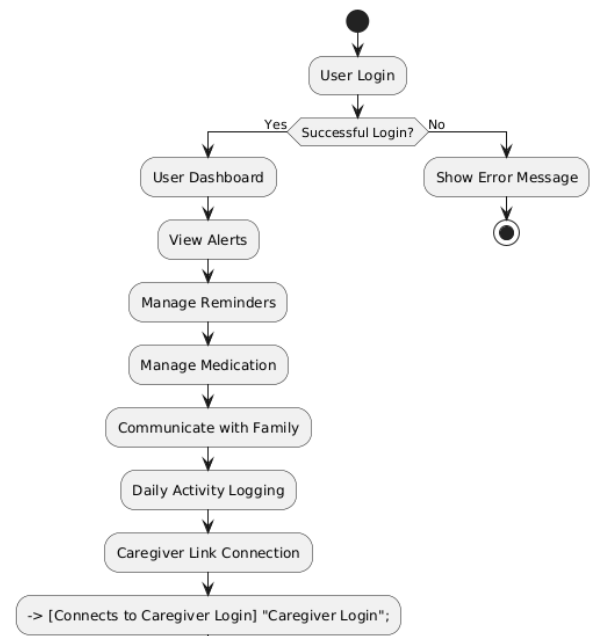 User Login
Yes
Successful Login?
No
User Dashboard
Show Error Message
View Alerts
Manage Reminders
Manage Medication
Communicate with Family
Daily Activity Logging
Caregiver Link Connection
-> [Connects to Caregiver Login] "Caregiver Login";